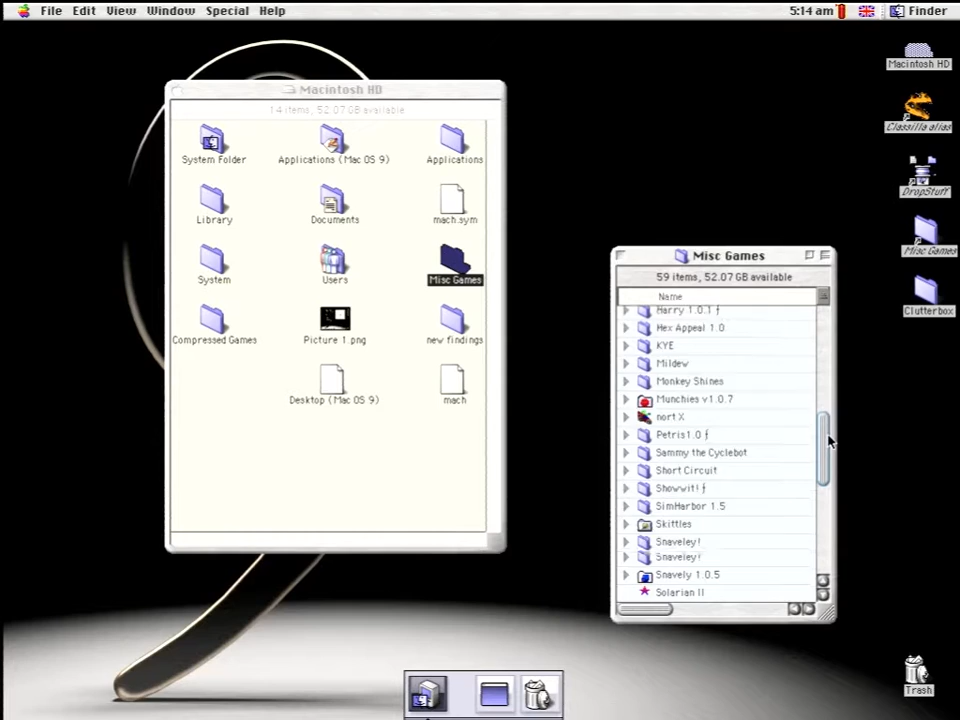 File Edit View Window Special Help
5:14 am
Finder
Macintosh HD
14 items, 52.07 GB available
System Folder
Applications (Mac OS 9)
Applications
Library
Documents
mach.sym
System
Users
Misc Games
Compressed Games
Picture 1.png
new findings
Desktop (Mac OS 9)
mach
Misc Games
59 items, 52.07 GB available
Name
Harry 1.0.1 ƒ
Hex Appeal 1.0
KYE
Mildew
Monkey Shines
Munchies v1.0.7
nort X
Petris1.0 ƒ
Sammy the Cyclebot
Short Circuit
Showwit! ƒ
SimHarbor 1.5
Skittles
Snaveley!
Snaveley!
Snavely 1.0.5
Solarian II
Macintosh HD
Classilla alias
DropStuff
Misc Games
Clutterbox
Trash